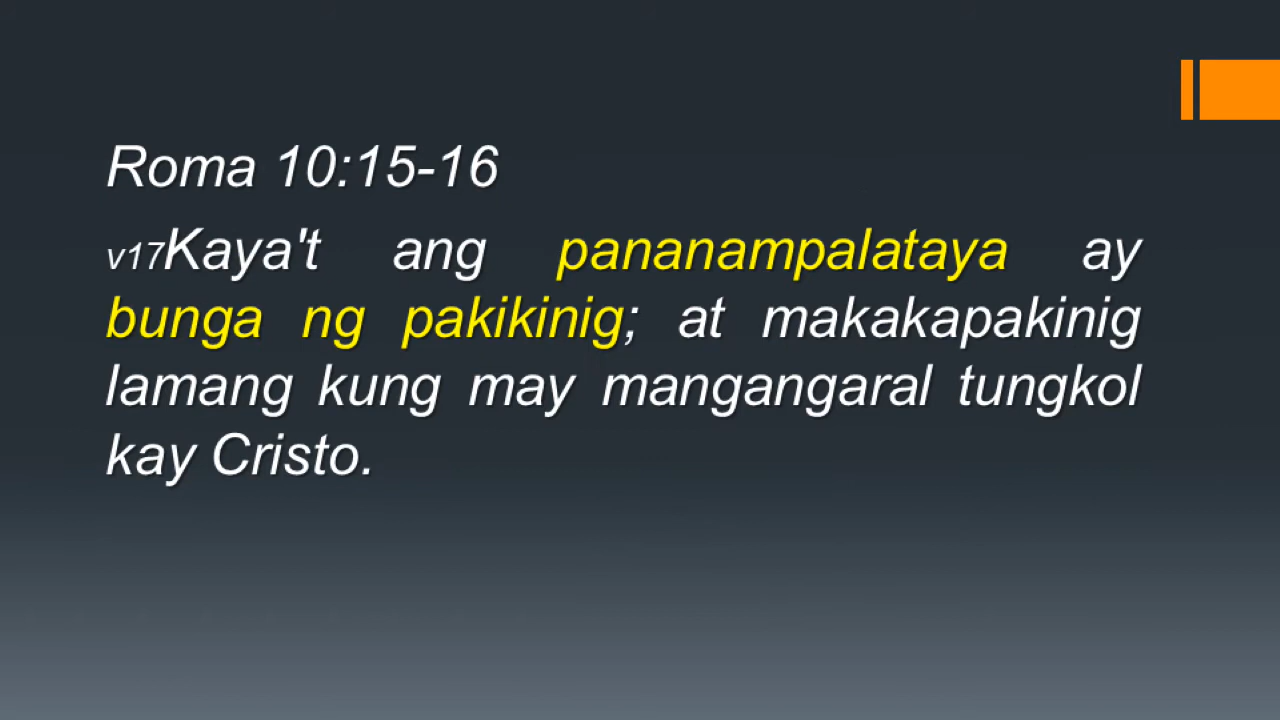 Roma 10:15-16
v17Kaya't ang pananampalataya ay
bunga ng pakikinig; at makakapakinig
lamang kung may mangangaral tungkol
kay Cristo.